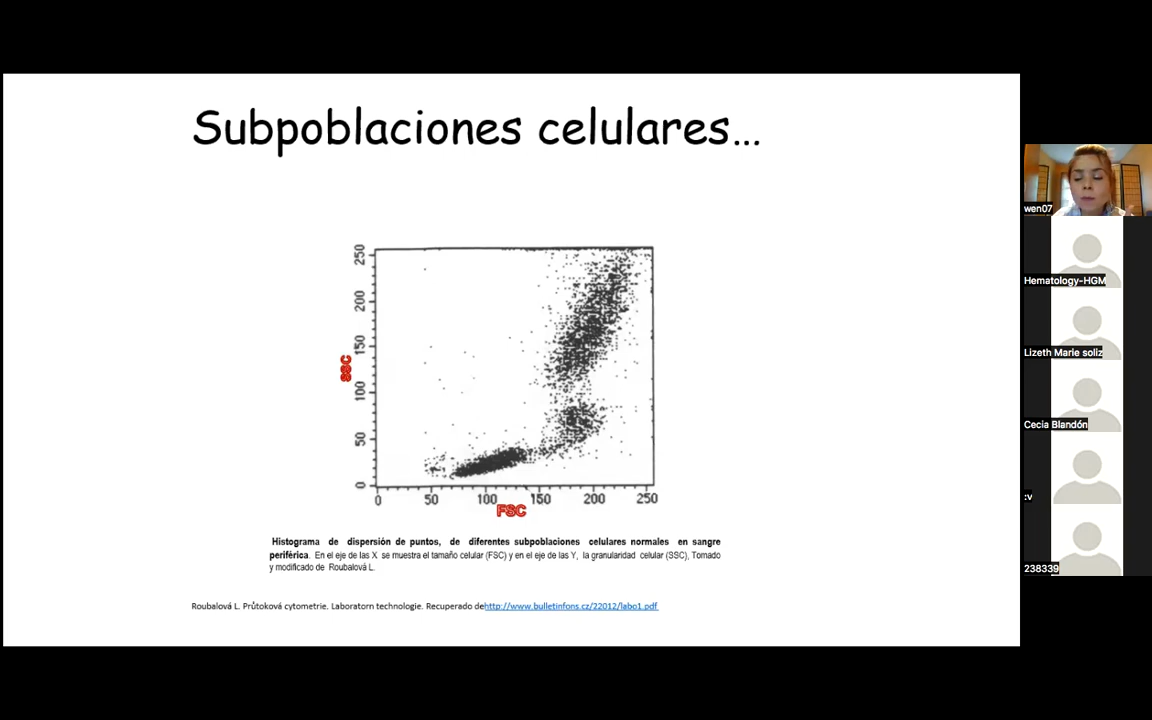 Subpoblaciones celulares...
250
200
150
100
50
0
SSC
0 50 100 150 200 250
FSC
Histograma de dispersión de puntos, de diferentes subpoblaciones celulares normales en sangre
periférica. En el eje de las X se muestra el tamaño celular (FSC) y en el eje de las Y, la granularidad celular (SSC), Tomado
y modificado de Roubalová L.
Roubalová L. Průtoková cytometrie. Laboratorn technologie. Recuperado dehttp://www.bulletinfons.cz/22012/labo1.pdf
wen07
Hematology-HGM
Lizeth Marie soliz
Cecia Blandón
:v
238339